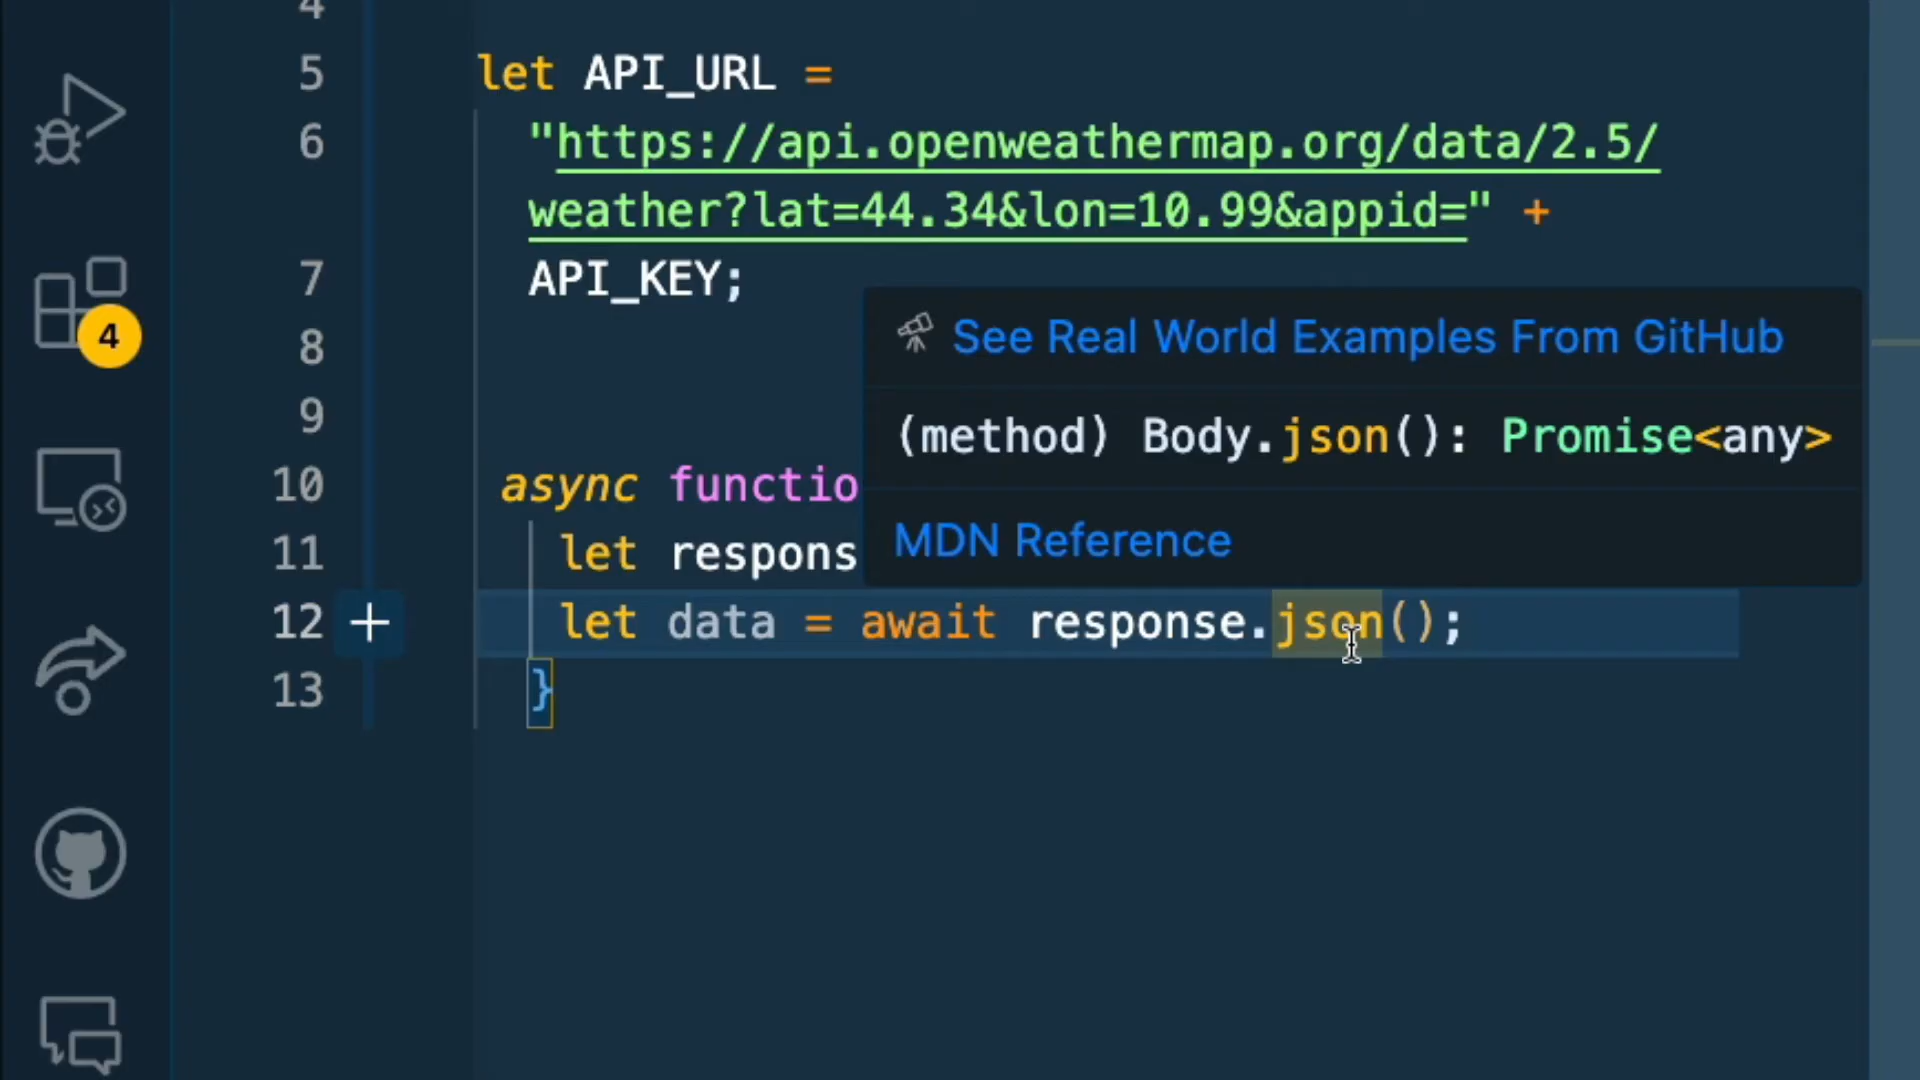 4
5 let API_URL =
6 "https://api.openweathermap.org/data/2.5/
weather?lat=44.34&lon=10.99&appid=" +
7 API_KEY;
8
See Real World Examples From GitHub
9
(method) Body.json(): Promise<any>
10 async functio
MDN Reference
11 let respons
12 + let data = await response.json();
13 }
4